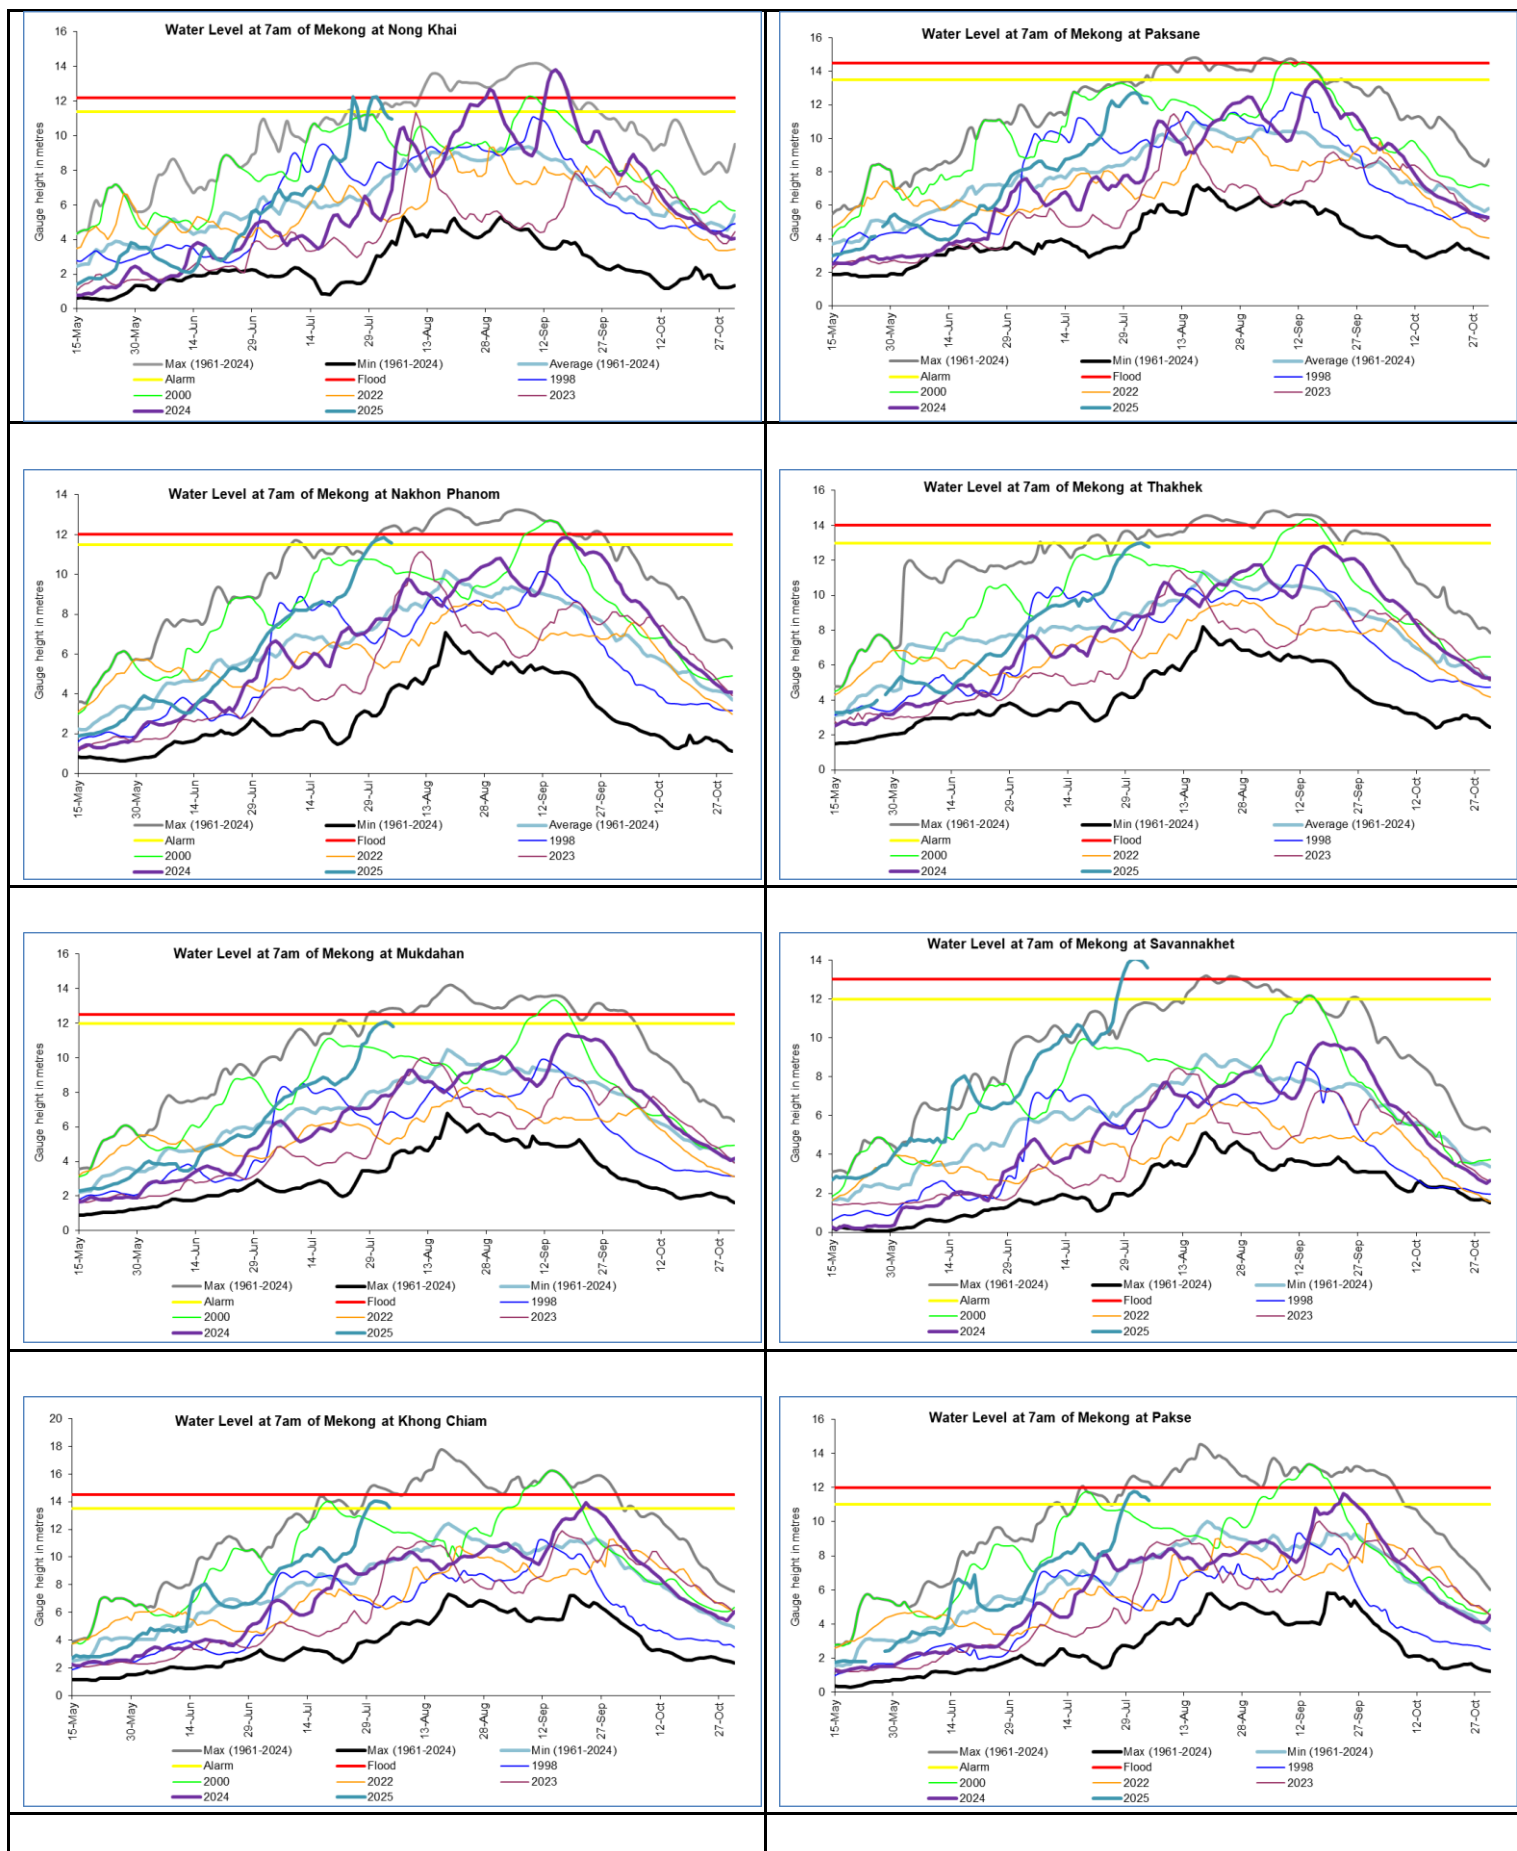 Water Level at 7am of Mekong at Nong Khai
Gauge height in metres
16
14
12
10
8
6
4
2
0
15-May
30-May
14-Jun
29-Jun
14-Jul
29-Jul
13-Aug
28-Aug
12-Sep
27-Sep
12-Oct
27-Oct
Max (1961-2024) Min (1961-2024) Average (1961-2024)
Alarm Flood 1998
2000 2022 2023
2024 2025
Water Level at 7am of Mekong at Paksane
Gauge height in metres
16
14
12
10
8
6
4
2
0
15-May
30-May
14-Jun
29-Jun
14-Jul
29-Jul
13-Aug
28-Aug
12-Sep
27-Sep
12-Oct
27-Oct
Max (1961-2024) Min (1961-2024) Average (1961-2024)
Alarm Flood 1998
2000 2022 2023
2024 2025
Water Level at 7am of Mekong at Nakhon Phanom
Gauge height in metres
14
12
10
8
6
4
2
0
15-May
30-May
14-Jun
29-Jun
14-Jul
29-Jul
13-Aug
28-Aug
12-Sep
27-Sep
12-Oct
27-Oct
Max (1961-2024) Min (1961-2024) Average (1961-2024)
Alarm Flood 1998
2000 2022 2023
2024 2025
Water Level at 7am of Mekong at Thakhek
Gauge height in metres
16
14
12
10
8
6
4
2
0
15-May
30-May
14-Jun
29-Jun
14-Jul
29-Jul
13-Aug
28-Aug
12-Sep
27-Sep
12-Oct
27-Oct
Max (1961-2024) Min (1961-2024) Average (1961-2024)
Alarm Flood 1998
2000 2022 2023
2024 2025
Water Level at 7am of Mekong at Mukdahan
Gauge height in metres
16
14
12
10
8
6
4
2
0
15-May
30-May
14-Jun
29-Jun
14-Jul
29-Jul
13-Aug
28-Aug
12-Sep
27-Sep
12-Oct
27-Oct
Max (1961-2024) Max (1961-2024) Min (1961-2024)
Alarm Flood 1998
2000 2022 2023
2024 2025
Water Level at 7am of Mekong at Savannakhet
Gauge height in metres
14
12
10
8
6
4
2
0
15-May
30-May
14-Jun
29-Jun
14-Jul
29-Jul
13-Aug
28-Aug
12-Sep
27-Sep
12-Oct
27-Oct
Max (1961-2024) Max (1961-2024) Min (1961-2024)
Alarm Flood 1998
2000 2022 2023
2024 2025
Water Level at 7am of Mekong at Khong Chiam
Gauge height in metres
20
18
16
14
12
10
8
6
4
2
0
15-May
30-May
14-Jun
29-Jun
14-Jul
29-Jul
13-Aug
28-Aug
12-Sep
27-Sep
12-Oct
27-Oct
Max (1961-2024) Max (1961-2024) Min (1961-2024)
Alarm Flood 1998
2000 2022 2023
2024 2025
Water Level at 7am of Mekong at Pakse
Gauge height in metres
16
14
12
10
8
6
4
2
0
15-May
30-May
14-Jun
29-Jun
14-Jul
29-Jul
13-Aug
28-Aug
12-Sep
27-Sep
12-Oct
27-Oct
Max (1961-2024) Max (1961-2024) Min (1961-2024)
Alarm Flood 1998
2000 2022 2023
2024 2025